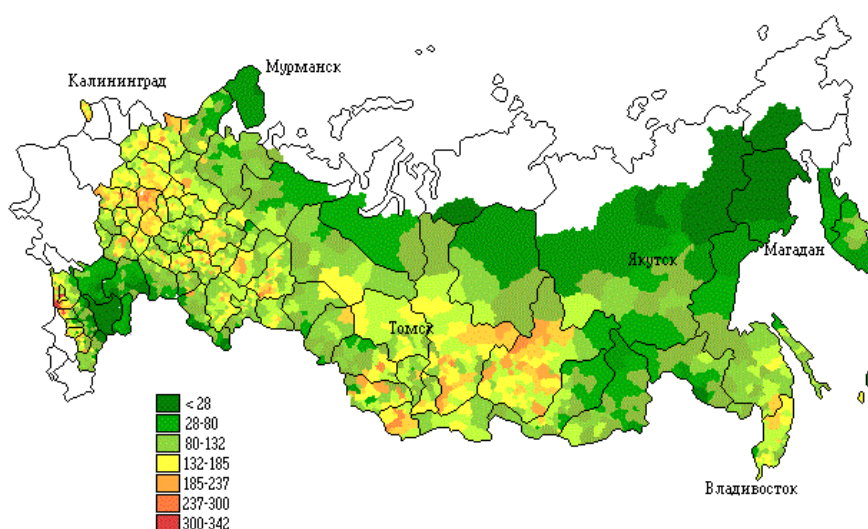 Мурманск
Калининград
Якутск
Магадан
Томск
< 28
28-80
80-132
132-185
185-237
237-300
300-342
Владивосток